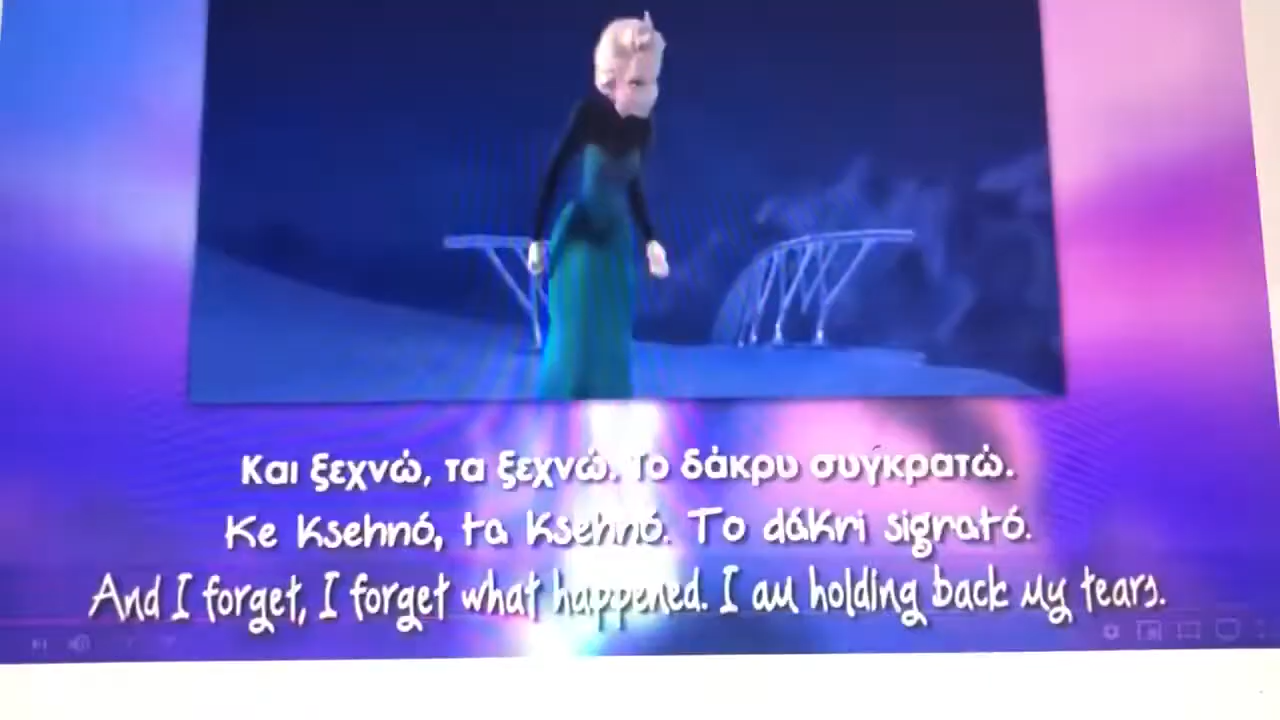 Και ξεχνώ, τα ξεχνώ. Το δάκρυ συγκρατώ.
Ke ksehnó, ta ksehnó. To dákri sigrató.
And I forget, I forget what happened. I am holding back my tears.